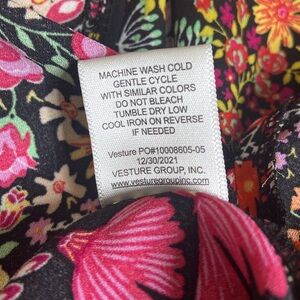 MACHINE WASH COLD
GENTLE CYCLE
WITH SIMILAR COLORS
DO NOT BLEACH
TUMBLE DRY LOW
COOL IRON ON REVERSE
IF NEEDED
Vesture PO#10008605-05
12/30/2021
VESTURE GROUP, INC.
www.vesturegroupinc.com